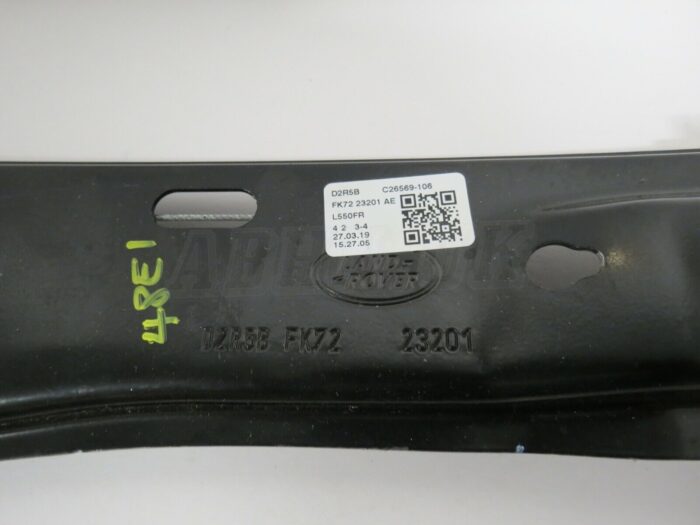 D2R5B C26569-106
FK72 23201 AE
L550FR
4 2 3-4
27.03.19
15.27.05
LAND-
ROVER
D2R5B FK72 23201
48E1